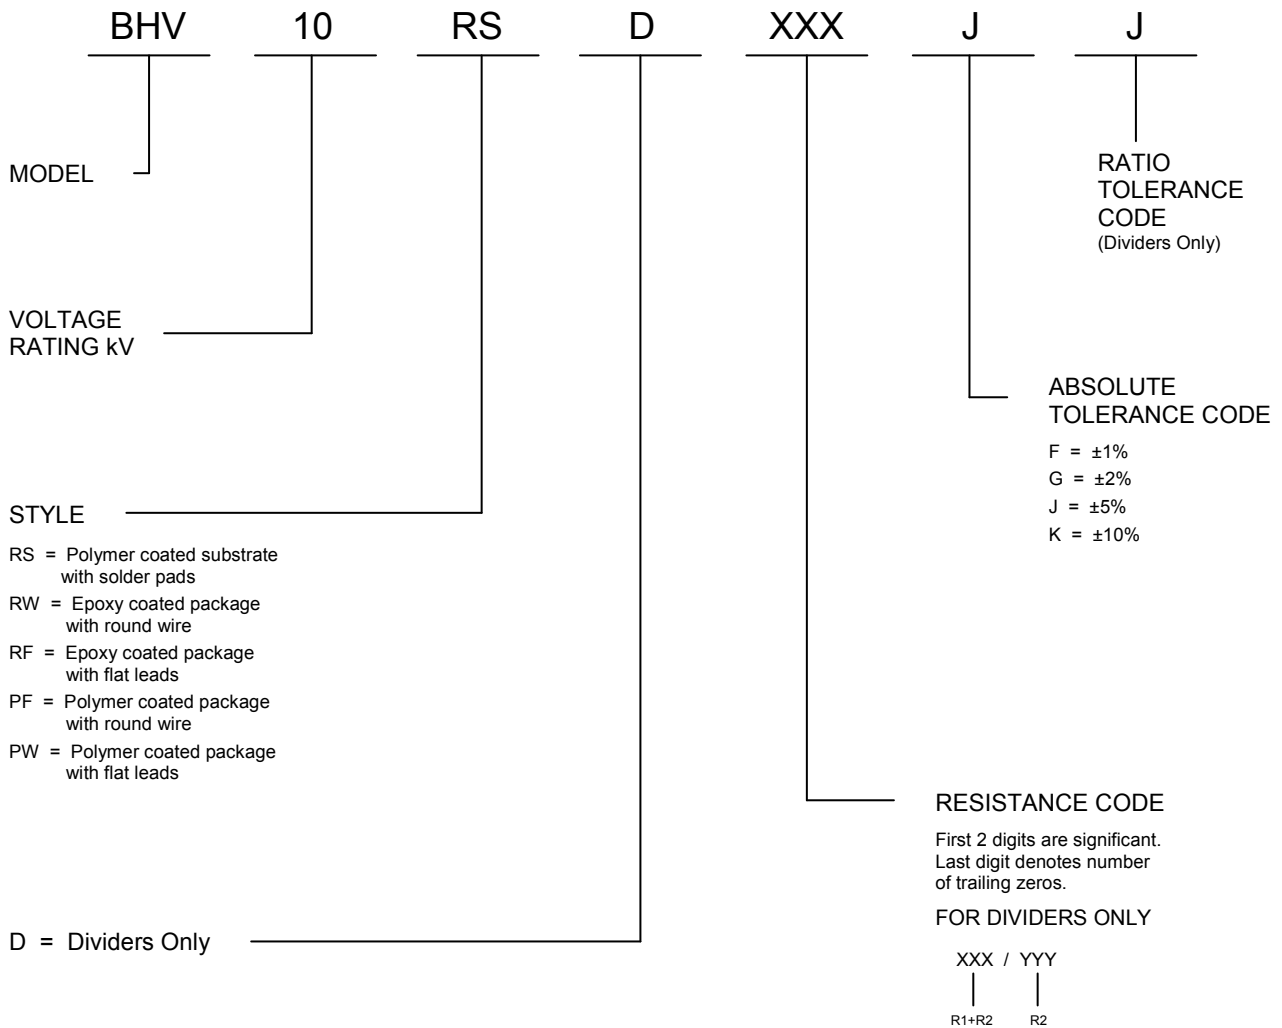 BHV 10 RS D XXX J J
MODEL
RATIO
TOLERANCE
CODE
(Dividers Only)
VOLTAGE
RATING kV
ABSOLUTE
TOLERANCE CODE
F = ±1%
G = ±2%
J = ±5%
K = ±10%
STYLE
RS = Polymer coated substrate
with solder pads
RW = Epoxy coated package
with round wire
RF = Epoxy coated package
with flat leads
PF = Polymer coated package
with round wire
PW = Polymer coated package
with flat leads
RESISTANCE CODE
First 2 digits are significant.
Last digit denotes number
of trailing zeros.
FOR DIVIDERS ONLY
D = Dividers Only
XXX / YYY
R1+R2 R2